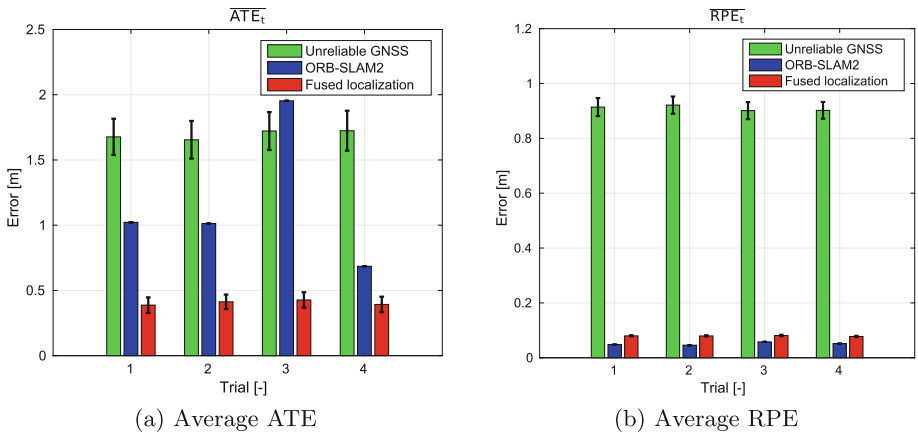 ATE_t
2.5
2
1.5
1
0.5
0
Error [m]
Unreliable GNSS
ORB-SLAM2
Fused localization
1 2 3 4
Trial [-]
(a) Average ATE
RPE_t
1.2
1
0.8
0.6
0.4
0.2
0
Error [m]
Unreliable GNSS
ORB-SLAM2
Fused localization
1 2 3 4
Trial [-]
(b) Average RPE